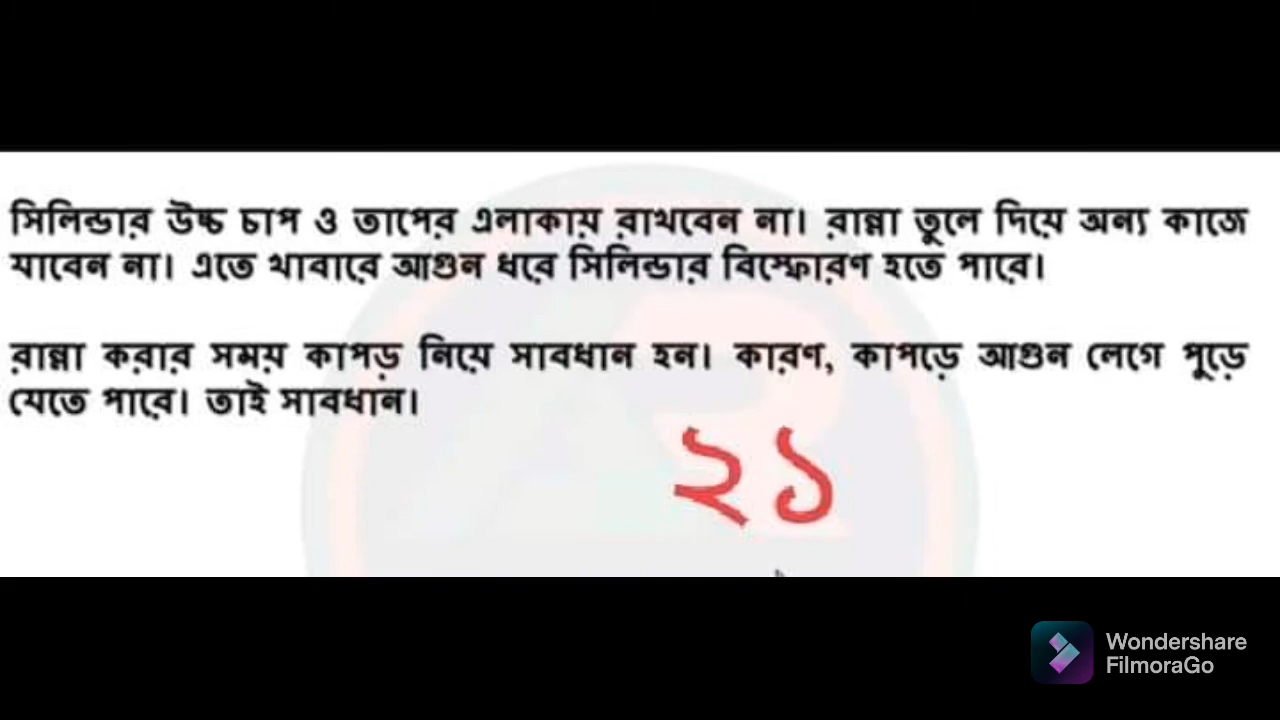 সিলিন্ডার উচ্চ চাপ ও তাপের এলাকায় রাখবেন না। রান্না তুলে দিয়ে অন্য কাজে
যাবেন না। এতে খাবারে আগুন ধরে সিলিন্ডার বিস্ফোরণ হতে পারে।
রান্না করার সময় কাপড় নিয়ে সাবধান হন। কারণ, কাপড়ে আগুন লেগে পুড়ে
যেতে পারে। তাই সাবধান।
২১
Wondershare
FilmoraGo